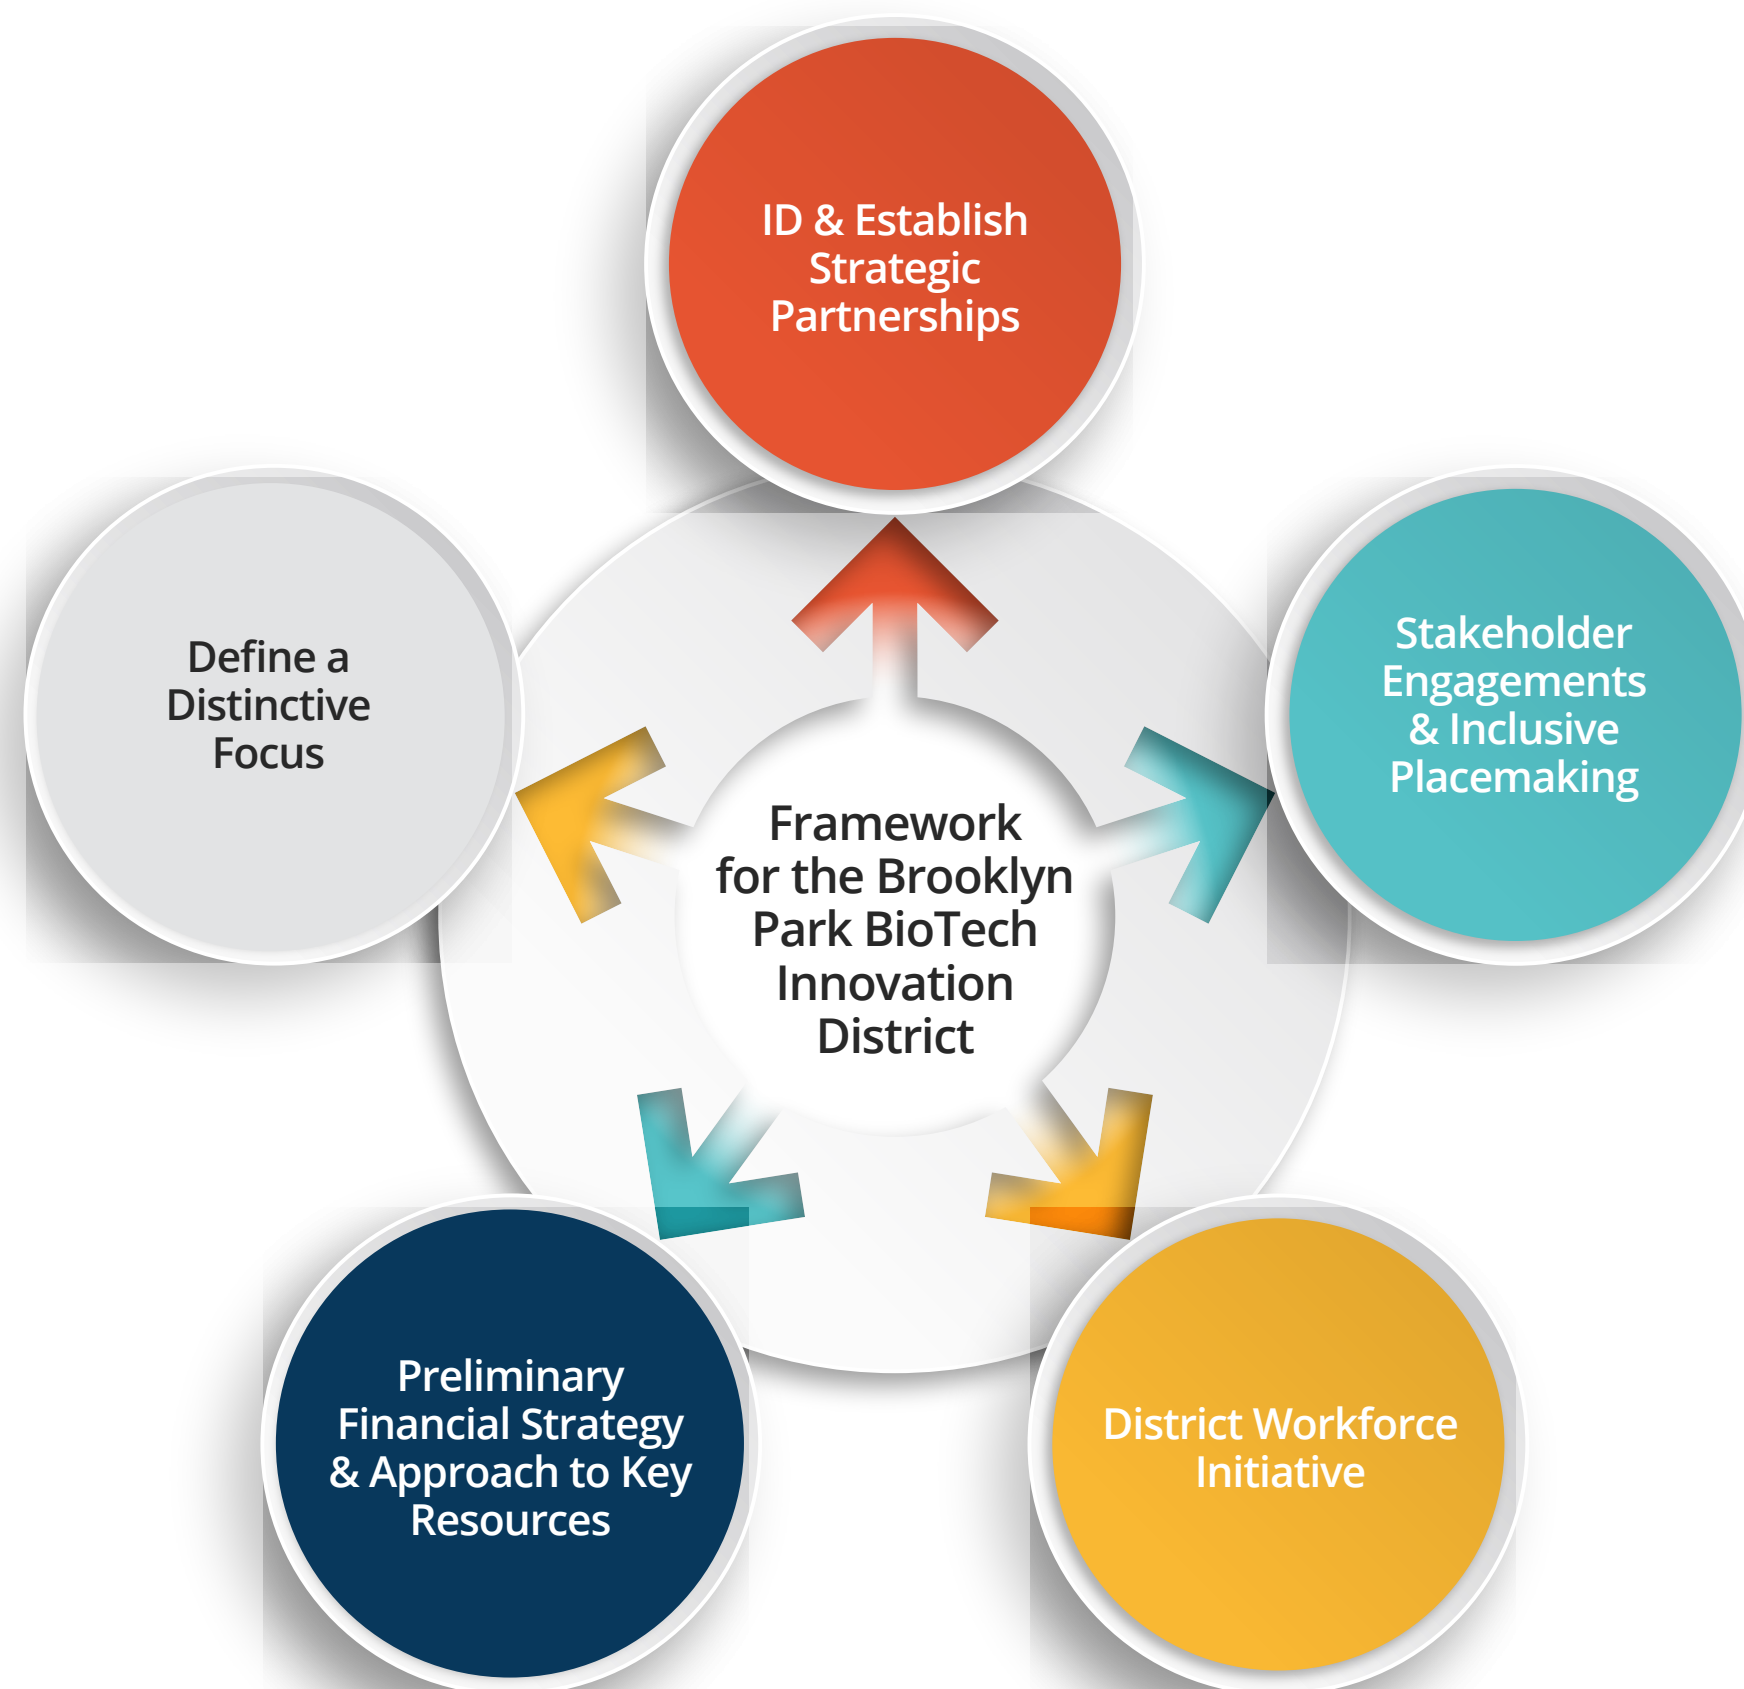 ID & Establish
Strategic
Partnerships
Define a
Distinctive
Focus
Stakeholder
Engagements
& Inclusive
Placemaking
Framework
for the Brooklyn
Park BioTech
Innovation
District
Preliminary
Financial Strategy
& Approach to Key
Resources
District Workforce
Initiative